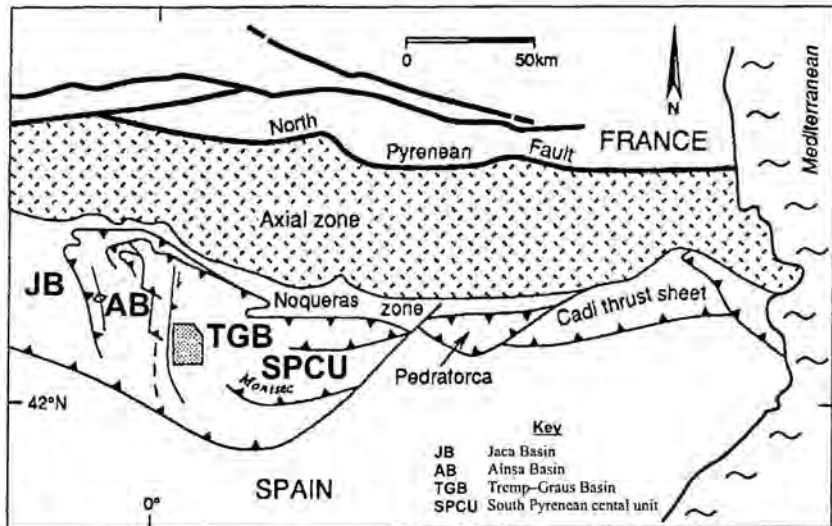 0
50km
N
Mediterranean
FRANCE
North
Pyrenean
Fault
Axial zone
JB
AB
TGB
Noqueras
zone
Cadi thrust sheet
SPCU
Montsec
Pedraforca
42°N
Key
JB Jaca Basin
AB Ainsa Basin
TGB Tremp-Graus Basin
SPCU South Pyrenean cental unit
SPAIN
0°